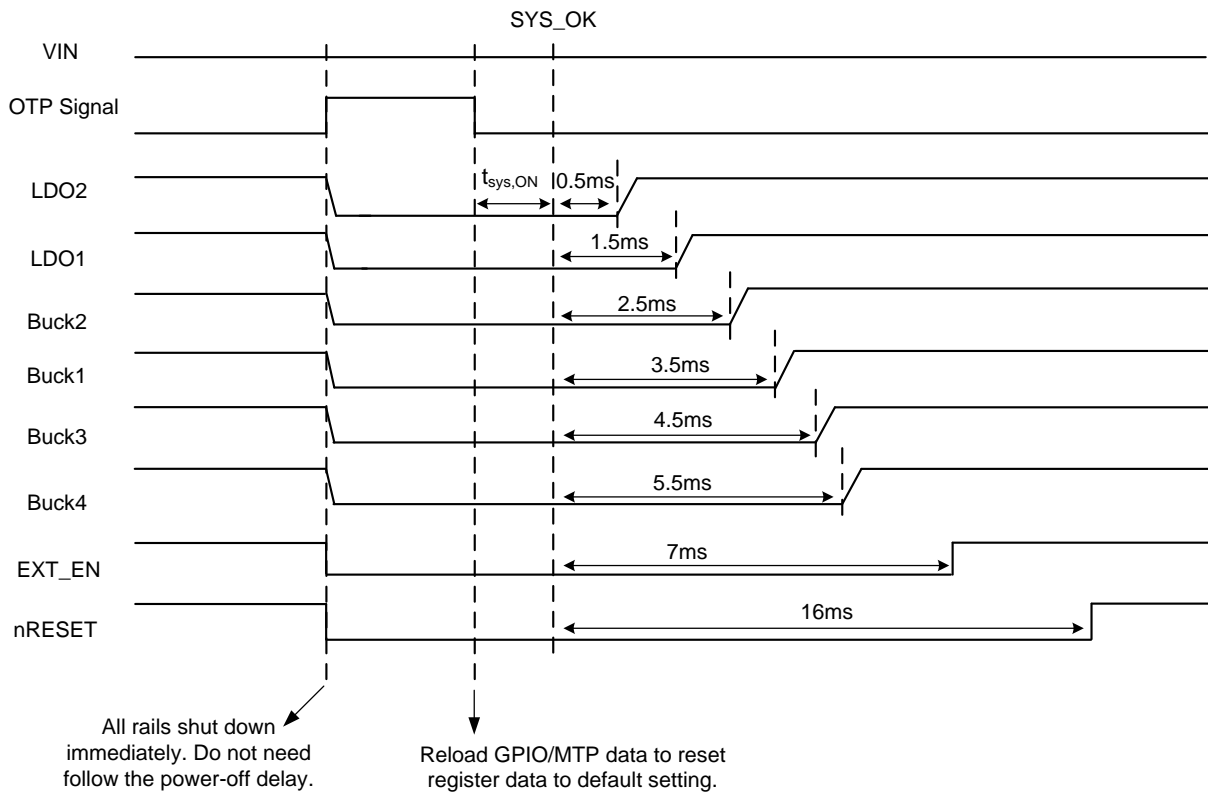 SYS_OK
VIN
OTP Signal
LDO2
tsys,ON
0.5ms
LDO1
1.5ms
Buck2
2.5ms
Buck1
3.5ms
Buck3
4.5ms
Buck4
5.5ms
EXT_EN
7ms
nRESET
16ms
All rails shut down
immediately. Do not need
follow the power-off delay.
Reload GPIO/MTP data to reset
register data to default setting.